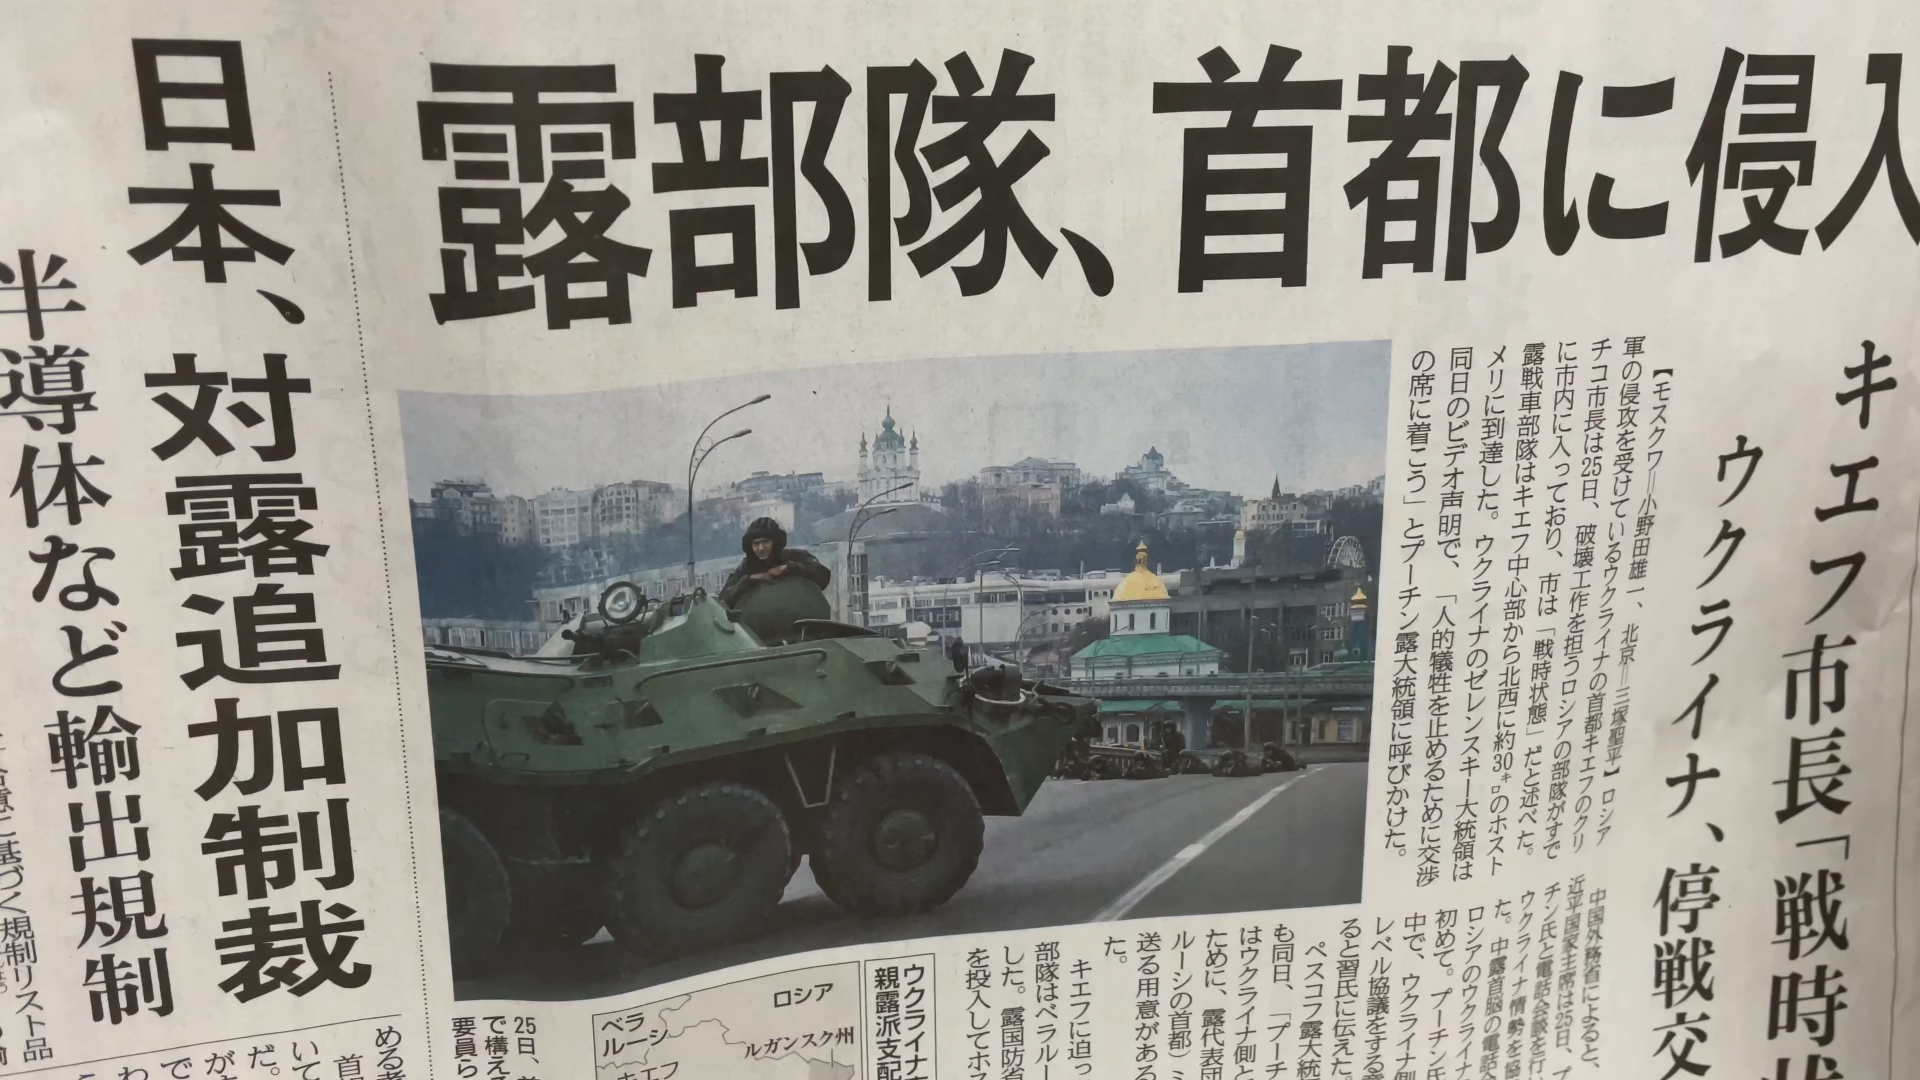 露部隊、首都に侵入
キエフ市長「戦時状
ウクライナ、停戦交
【モスクワ＝小野田雄一、北京＝三塚聖平】ロシア
軍の侵攻を受けているウクライナの首都キエフのクリ
チコ市長は25日、破壊工作を担うロシアの部隊がすで
に市内に入っており、市は「戦時状態」だと述べた。
露戦車部隊はキエフ中心部から北西に約30㌔のホスト
メリに到達した。ウクライナのゼレンスキー大統領は
同日のビデオ声明で、「人的犠牲を止めるために交渉
の席に着こう」とプーチン露大統領に呼びかけた。
中国外務省によると、
近平国家主席は25日、プ
チン氏と電話会談を行い
ウクライナ情勢を協
た。中露首脳の電話会
ロシアのウクライナ
初めて。プーチン氏
中で、ウクライナ側
レベル協議をする意
ると習氏に伝えた。
ペスコフ露大統
も同日、「プーチ
はウクライナ側と
ために、露代表団
ルーシの首都）ミ
送る用意がある
た。
キエフに迫っ
部隊はベラルー
した。露国防省
を投入してホス
ウクライナ
親露派支配
ロシア
ベラ
ルーシ
ルガンスク州
キエフ
25日、
で構える
要員ら
日本、対露追加制裁
半導体など輸出規制
基づく規制リスト品
める
首
いて
だ。